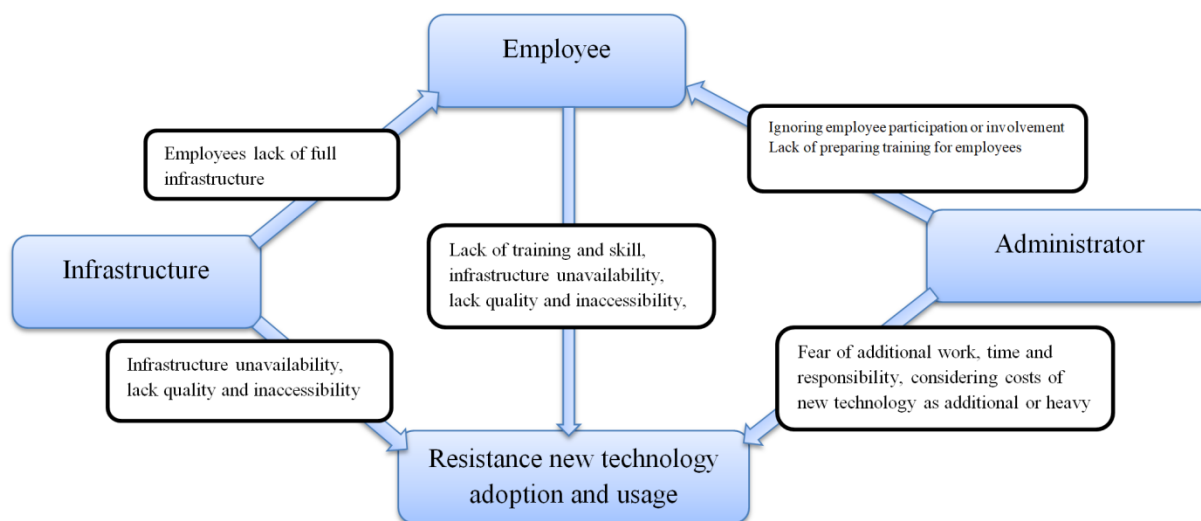 Employee
Ignoring employee participation or involvement
Lack of preparing training for employees
Employees lack of full
infrastructure
Infrastructure
Lack of training and skill,
infrastructure unavailability,
lack quality and inaccessibility,
Administrator
Infrastructure unavailability,
lack quality and inaccessibility
Fear of additional work, time and
responsibility, considering costs of
new technology as additional or heavy
Resistance new technology
adoption and usage